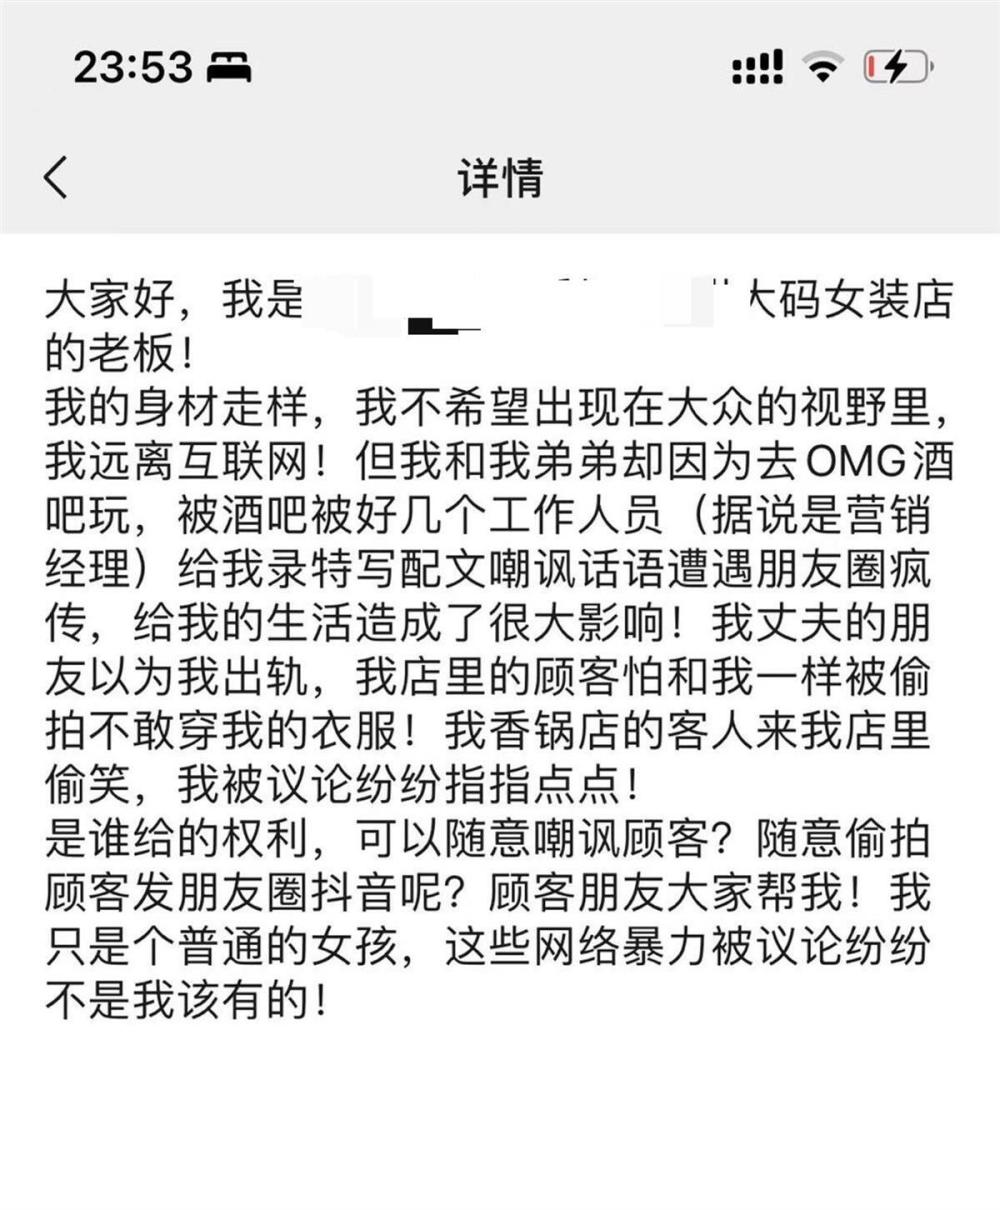 23:53
详情
大家好，我是 大码女装店
的老板！
我的身材走样，我不希望出现在大众的视野里，
我远离互联网！但我和我弟弟却因为去OMG酒
吧玩，被酒吧被好几个工作人员（据说是营销
经理）给我录特写配文嘲讽话语遭遇朋友圈疯
传，给我的生活造成了很大影响！我丈夫的朋
友以为我出轨，我店里的顾客怕和我一样被偷
拍不敢穿我的衣服！我香锅店的客人来我店里
偷笑，我被议论纷纷指指点点！
是谁给的权利，可以随意嘲讽顾客？随意偷拍
顾客发朋友圈抖音呢？顾客朋友大家帮我！我
只是个普通的女孩，这些网络暴力被议论纷纷
不是我该有的！